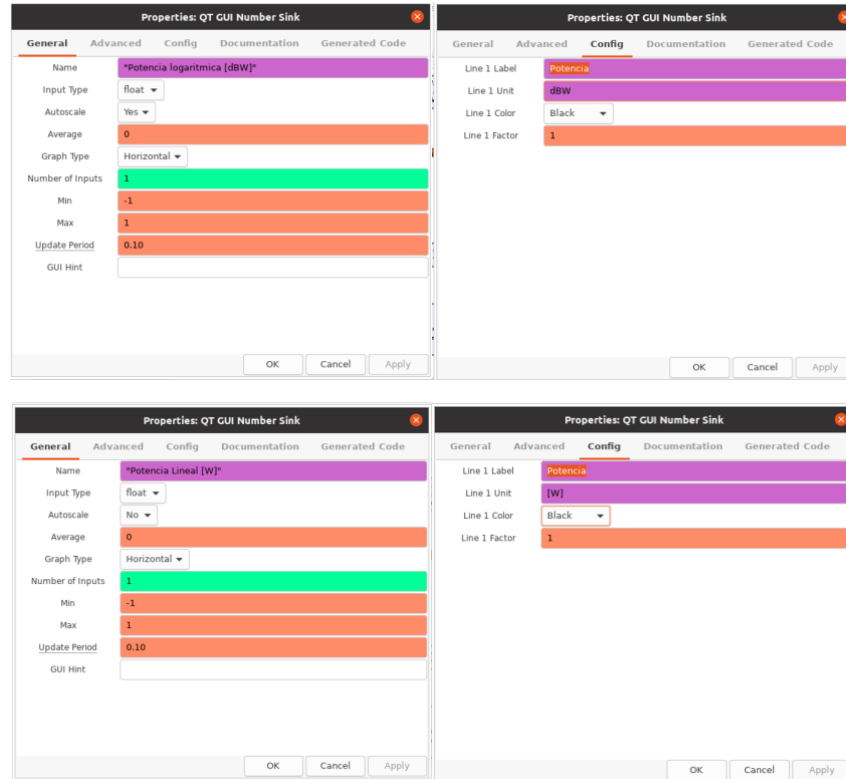 Properties: QT GUI Number Sink
General Advanced Config Documentation Generated Code
Name "Potencia logaritmica [dBW]"
Input Type float
Autoscale Yes
Average 0
Graph Type Horizontal
Number of Inputs 1
Min -1
Max 1
Update Period 0.10
GUI Hint
OK Cancel Apply
Properties: QT GUI Number Sink
General Advanced Config Documentation Generated Code
Line 1 Label Potencia
Line 1 Unit dBW
Line 1 Color Black
Line 1 Factor 1
OK Cancel Apply
Properties: QT GUI Number Sink
General Advanced Config Documentation Generated Code
Name "Potencia Lineal [W]"
Input Type float
Autoscale No
Average 0
Graph Type Horizontal
Number of Inputs 1
Min -1
Max 1
Update Period 0.10
GUI Hint
OK Cancel Apply
Properties: QT GUI Number Sink
General Advanced Config Documentation Generated Code
Line 1 Label Potencia
Line 1 Unit [W]
Line 1 Color Black
Line 1 Factor 1
OK Cancel Apply